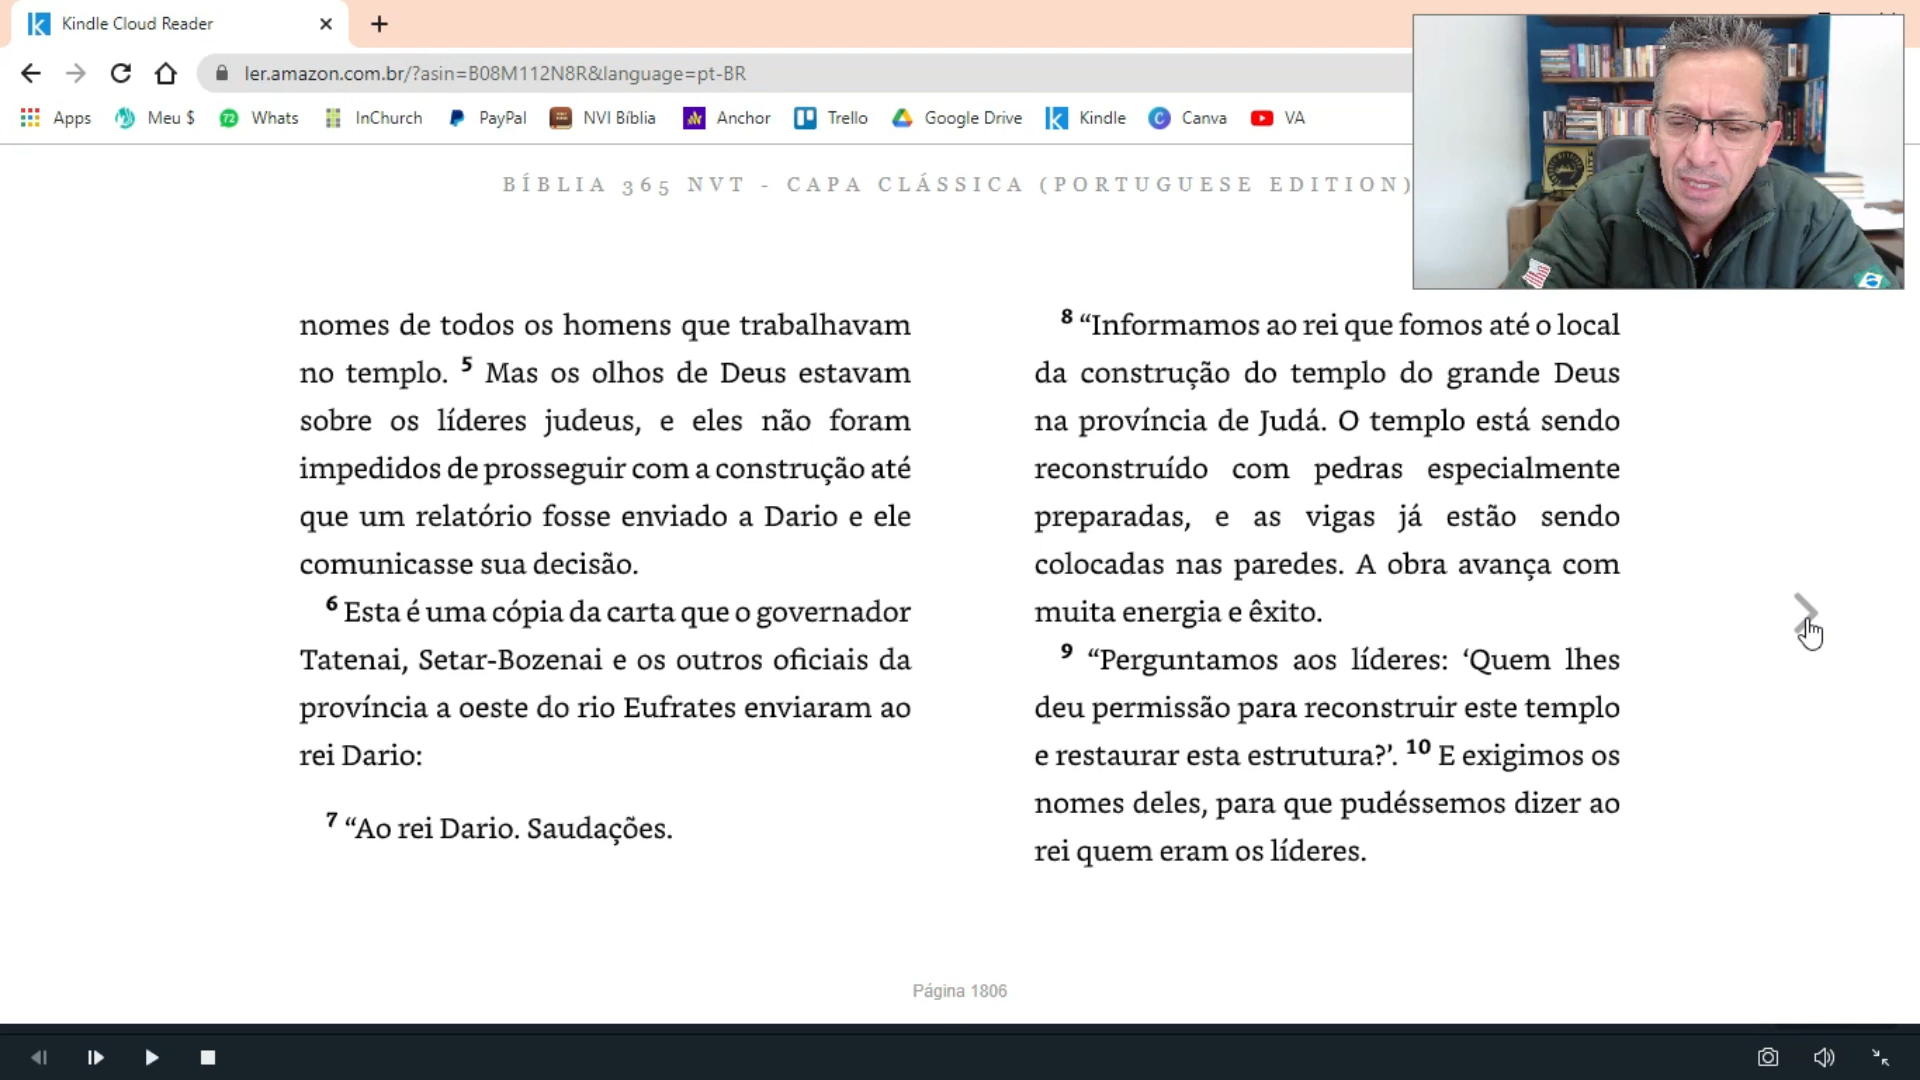 Kindle Cloud Reader
ler.amazon.com.br/?asin=B08M112N8R&language=pt-BR
Apps Meu $ Whats InChurch PayPal NVI Bíblia Anchor Trello Google Drive Kindle Canva VA
BÍBLIA 365 NVT - CAPA CLÁSSICA (PORTUGUESE EDITION)
nomes de todos os homens que trabalhavam
no templo. 5 Mas os olhos de Deus estavam
sobre os líderes judeus, e eles não foram
impedidos de prosseguir com a construção até
que um relatório fosse enviado a Dario e ele
comunicasse sua decisão.
6 Esta é uma cópia da carta que o governador
Tatenai, Setar-Bozenai e os outros oficiais da
província a oeste do rio Eufrates enviaram ao
rei Dario:
7 “Ao rei Dario. Saudações.
8 “Informamos ao rei que fomos até o local
da construção do templo do grande Deus
na província de Judá. O templo está sendo
reconstruído com pedras especialmente
preparadas, e as vigas já estão sendo
colocadas nas paredes. A obra avança com
muita energia e êxito.
9 “Perguntamos aos líderes: ‘Quem lhes
deu permissão para reconstruir este templo
e restaurar esta estrutura?’. 10 E exigimos os
nomes deles, para que pudéssemos dizer ao
rei quem eram os líderes.
Página 1806